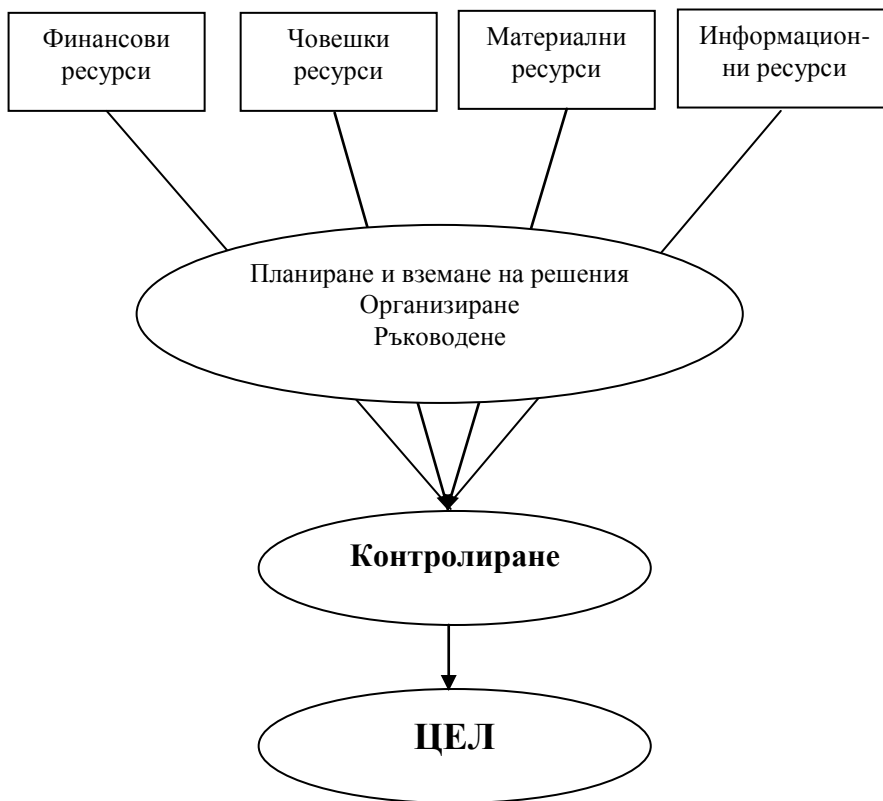 Финансови
ресурси
Човешки
ресурси
Материални
ресурси
Информацион-
ни ресурси
Планиране и вземане на решения
Организиране
Ръководене
Контролиране
ЦЕЛ